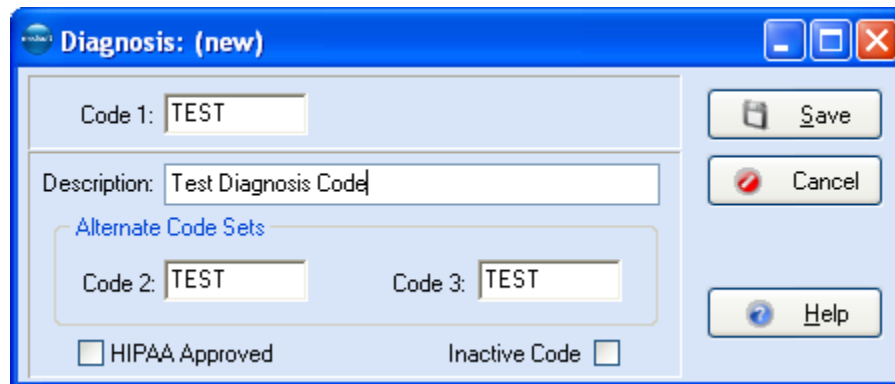 Diagnosis: (new)
Code 1: TEST
Save
Description: Test Diagnosis Code
Cancel
Alternate Code Sets
Code 2: TEST Code 3: TEST
Help
HIPAA Approved Inactive Code